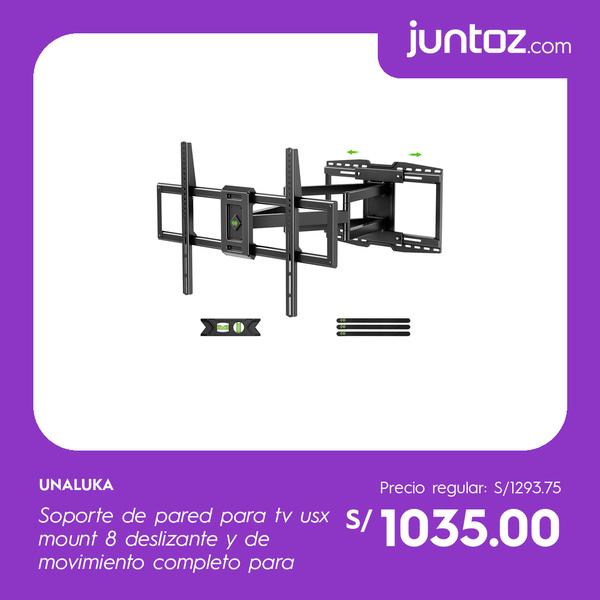 juntoz.com
UNALUKA
Soporte de pared para tv usx
mount 8 deslizante y de
movimiento completo para
Precio regular: S/1293.75
S/ 1035.00